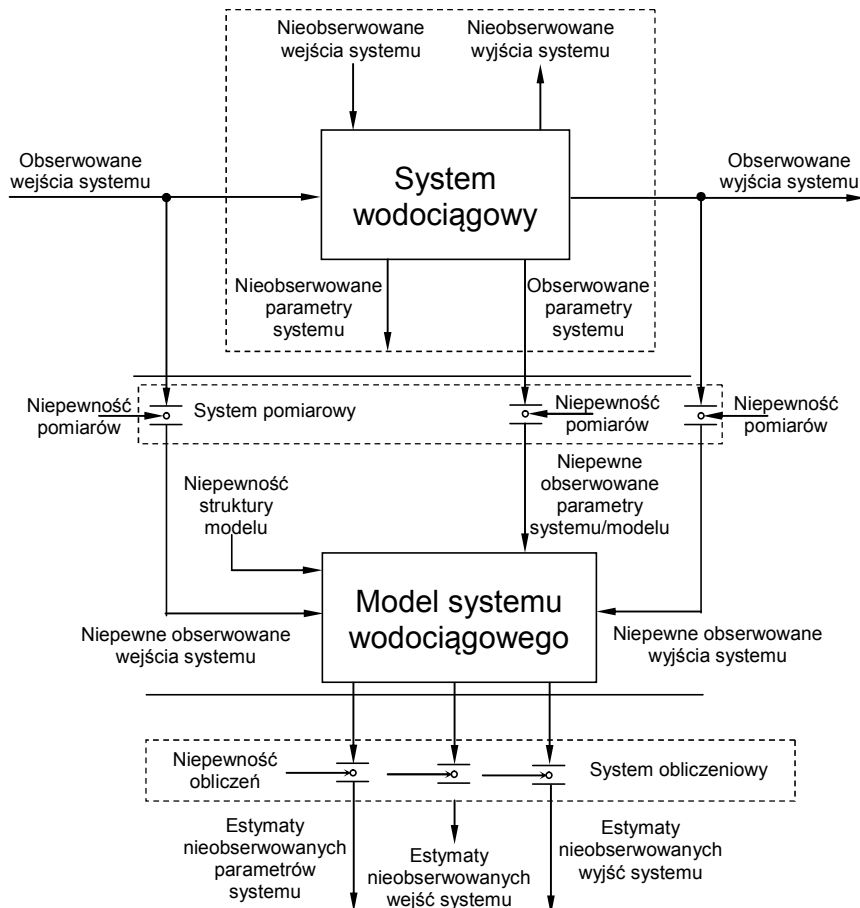 Nieobserwowane
wejścia systemu
Nieobserwowane
wyjścia systemu
Obserwowane
wejścia systemu
System
wodociągowy
Obserwowane
wyjścia systemu
Nieobserwowane
parametry
systemu
Obserwowane
parametry
systemu
Niepewność
pomiarów
System pomiarowy
Niepewność
pomiarów
Niepewność
pomiarów
Niepewność
struktury
modelu
Niepewne
obserwowane
parametry
systemu/modelu
Model systemu
wodociągowego
Niepewne obserwowane
wejścia systemu
Niepewne obserwowane
wyjścia systemu
Niepewność
obliczeń
System obliczeniowy
Estymaty
nieobserwowanych
parametrów
systemu
Estymaty
nieobserwowanych
wejść systemu
Estymaty
nieobserwowanych
wyjść systemu